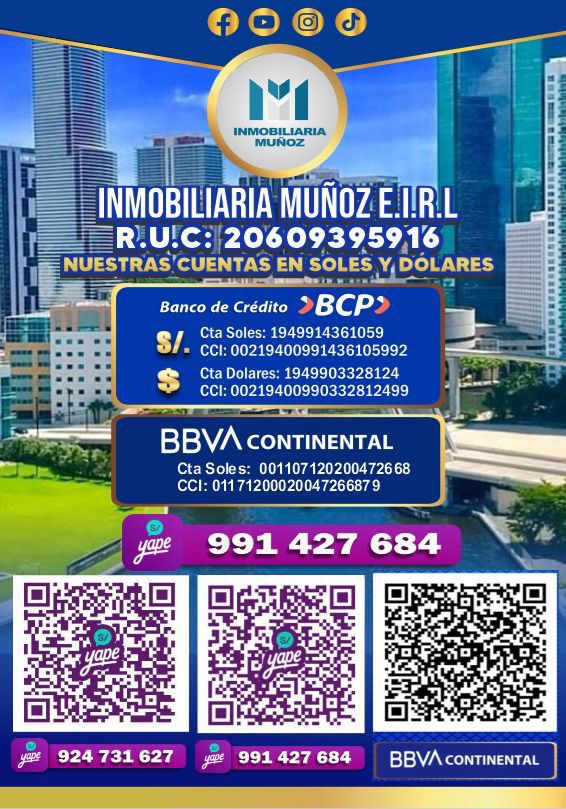 INMOBILIARIA
MUÑOZ
INMOBILIARIA MUÑOZ E.I.R.L
R.U.C: 20609395916
NUESTRAS CUENTAS EN SOLES Y DÓLARES
Banco de Crédito BCP
S/. Cta Soles: 1949914361059
CCI: 00219400991436105992
$ Cta Dolares: 1949903328124
CCI: 00219400990332812499
BBVA CONTINENTAL
Cta Soles: 001107120200472668
CCI: 01171200020047266879
S/ yape 991 427 684
S/ yape
S/ yape
S/ yape 924 731 627
S/ yape 991 427 684
BBVA CONTINENTAL